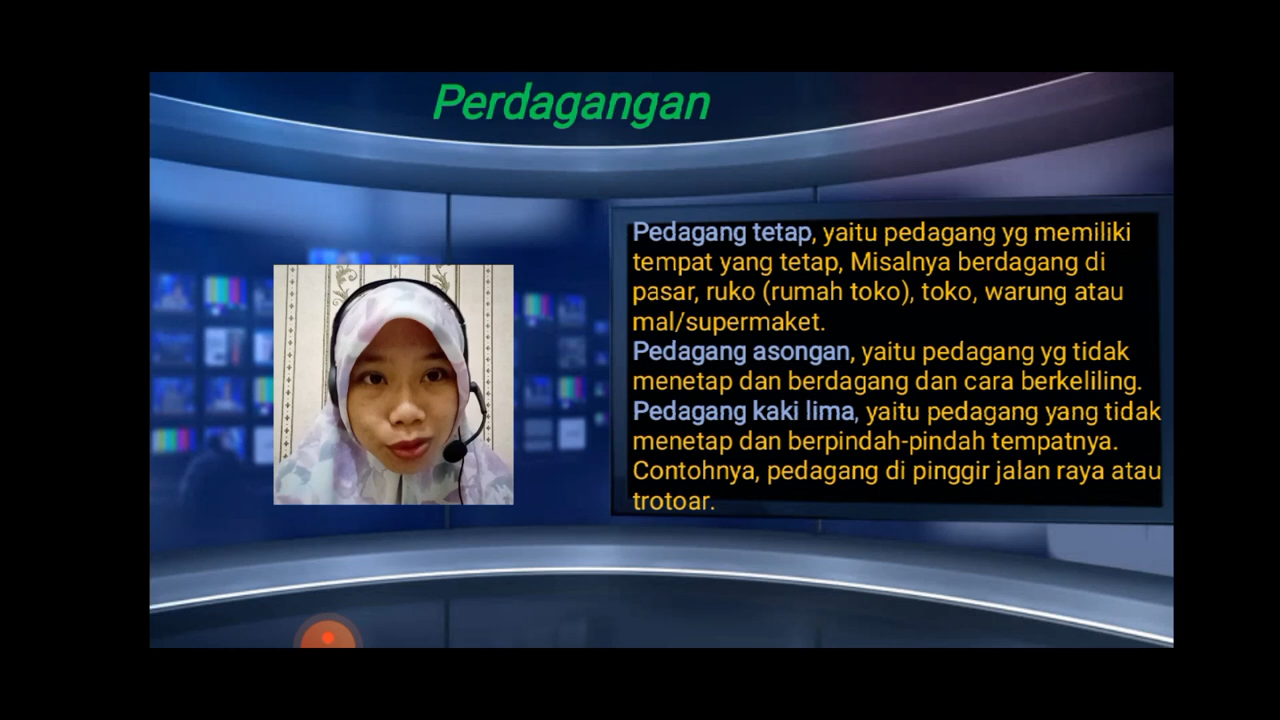 Perdagangan
Pedagang tetap, yaitu pedagang yg memiliki
tempat yang tetap, Misalnya berdagang di
pasar, ruko (rumah toko), toko, warung atau
mal/supermaket.
Pedagang asongan, yaitu pedagang yg tidak
menetap dan berdagang dan cara berkeliling.
Pedagang kaki lima, yaitu pedagang yang tidak
menetap dan berpindah-pindah tempatnya.
Contohnya, pedagang di pinggir jalan raya atau
trotoar.